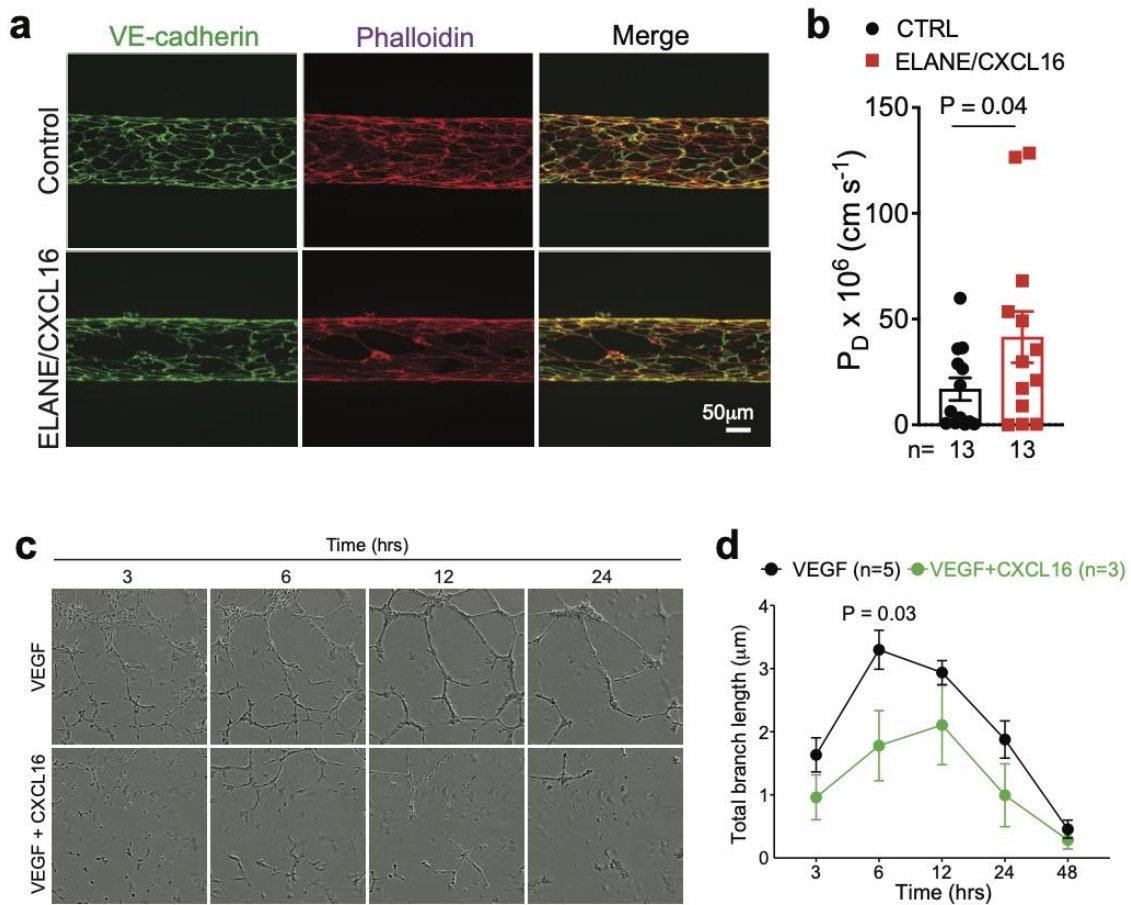 a
VE-cadherin Phalloidin Merge
Control
ELANE/CXCL16
50μm
b
CTRL
ELANE/CXCL16
P = 0.04
150
100
50
0
P_D x 10⁶ (cm s⁻¹)
n= 13 13
c
Time (hrs)
3 6 12 24
VEGF
VEGF + CXCL16
d
VEGF (n=5) VEGF+CXCL16 (n=3)
P = 0.03
4
3
2
1
0
Total branch length (μm)
3 6 12 24 48
Time (hrs)